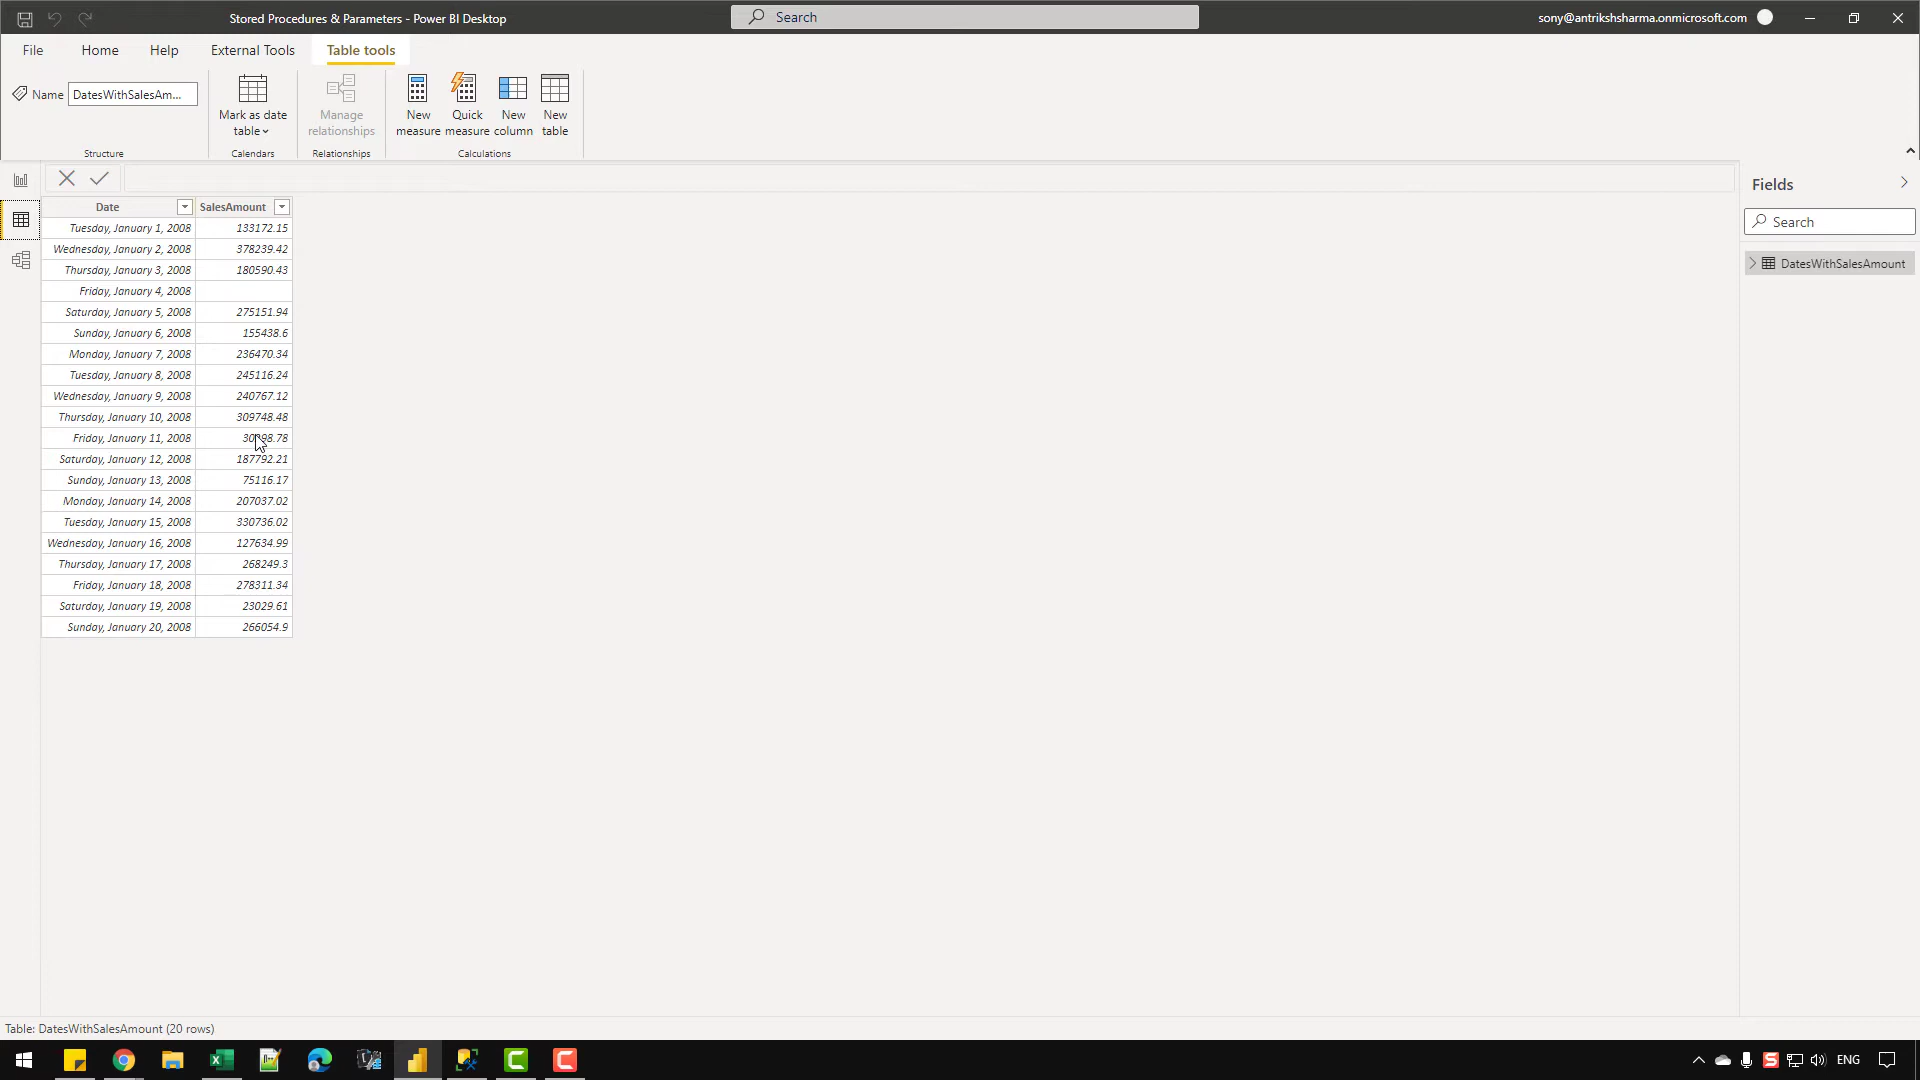 Stored Procedures & Parameters - Power BI Desktop
Search
sony@antrikshsharma.onmicrosoft.com
File
Home
Help
External Tools
Table tools
Name
DatesWithSalesAm...
Mark as date table
Manage relationships
New measure
Quick measure
New column
New table
Structure
Calendars
Relationships
Calculations
Date SalesAmount
Tuesday, January 1, 2008 133172.15
Wednesday, January 2, 2008 378239.42
Thursday, January 3, 2008 180590.43
Friday, January 4, 2008
Saturday, January 5, 2008 275151.94
Sunday, January 6, 2008 155438.6
Monday, January 7, 2008 236470.34
Tuesday, January 8, 2008 245116.24
Wednesday, January 9, 2008 240767.12
Thursday, January 10, 2008 309748.48
Friday, January 11, 2008
Saturday, January 12, 2008 187792.21
Sunday, January 13, 2008 75116.17
Monday, January 14, 2008 207037.02
Tuesday, January 15, 2008 330736.02
Wednesday, January 16, 2008 127634.99
Thursday, January 17, 2008 268249.3
Friday, January 18, 2008 278311.34
Saturday, January 19, 2008 23029.61
Sunday, January 20, 2008 266054.9
Fields
Search
DatesWithSalesAmount
Table: DatesWithSalesAmount (20 rows)
ENG